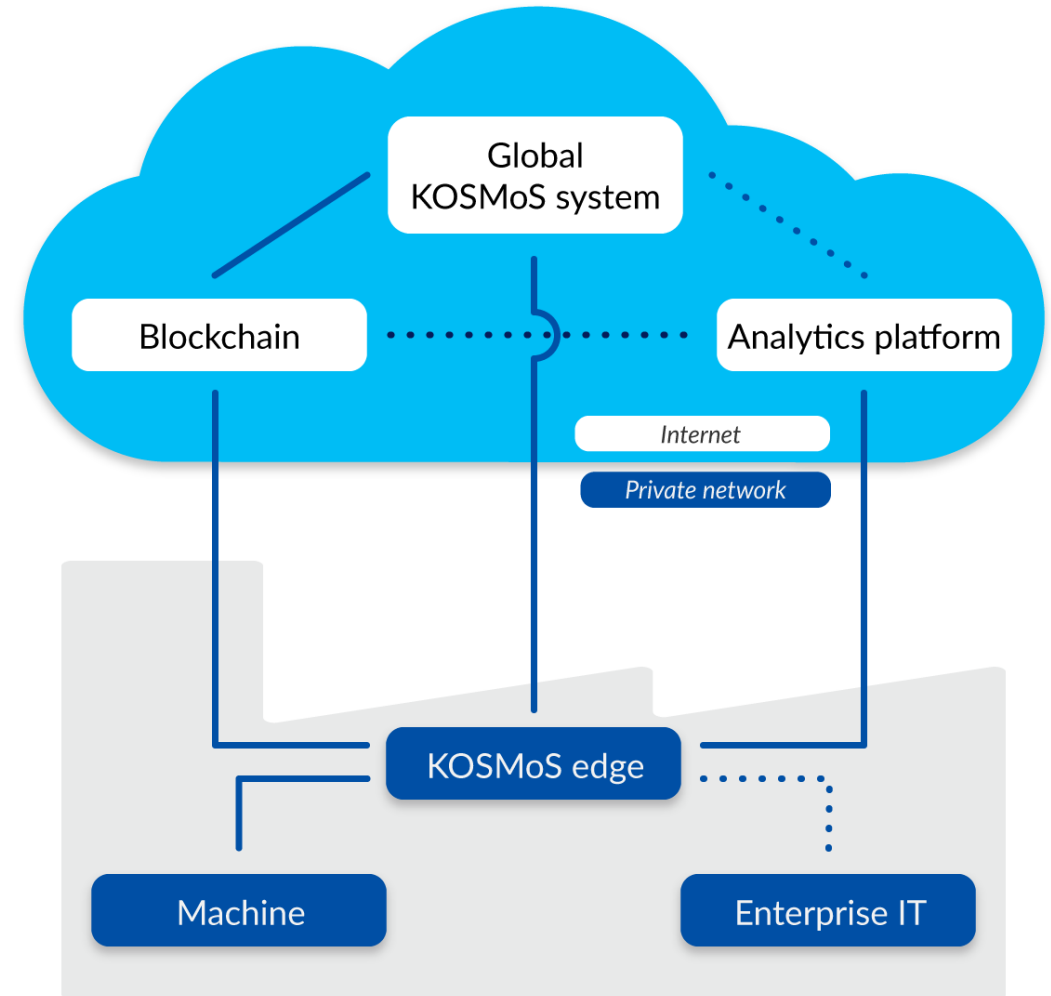 Global
KOSMoS system
Blockchain
Analytics platform
Internet
Private network
KOSMoS edge
Machine
Enterprise IT